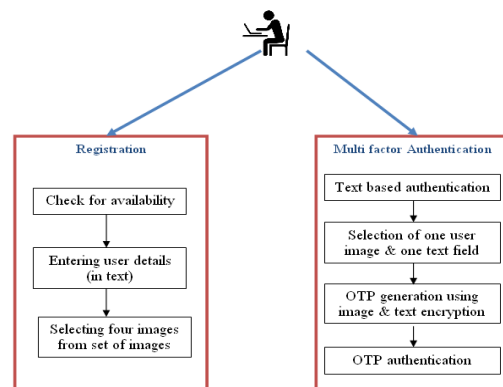 Registration
Check for availability
Entering user details
(in text)
Selecting four images
from set of images
Multi factor Authentication
Text based authentication
Selection of one user
image & one text field
OTP generation using
image & text encryption
OTP authentication